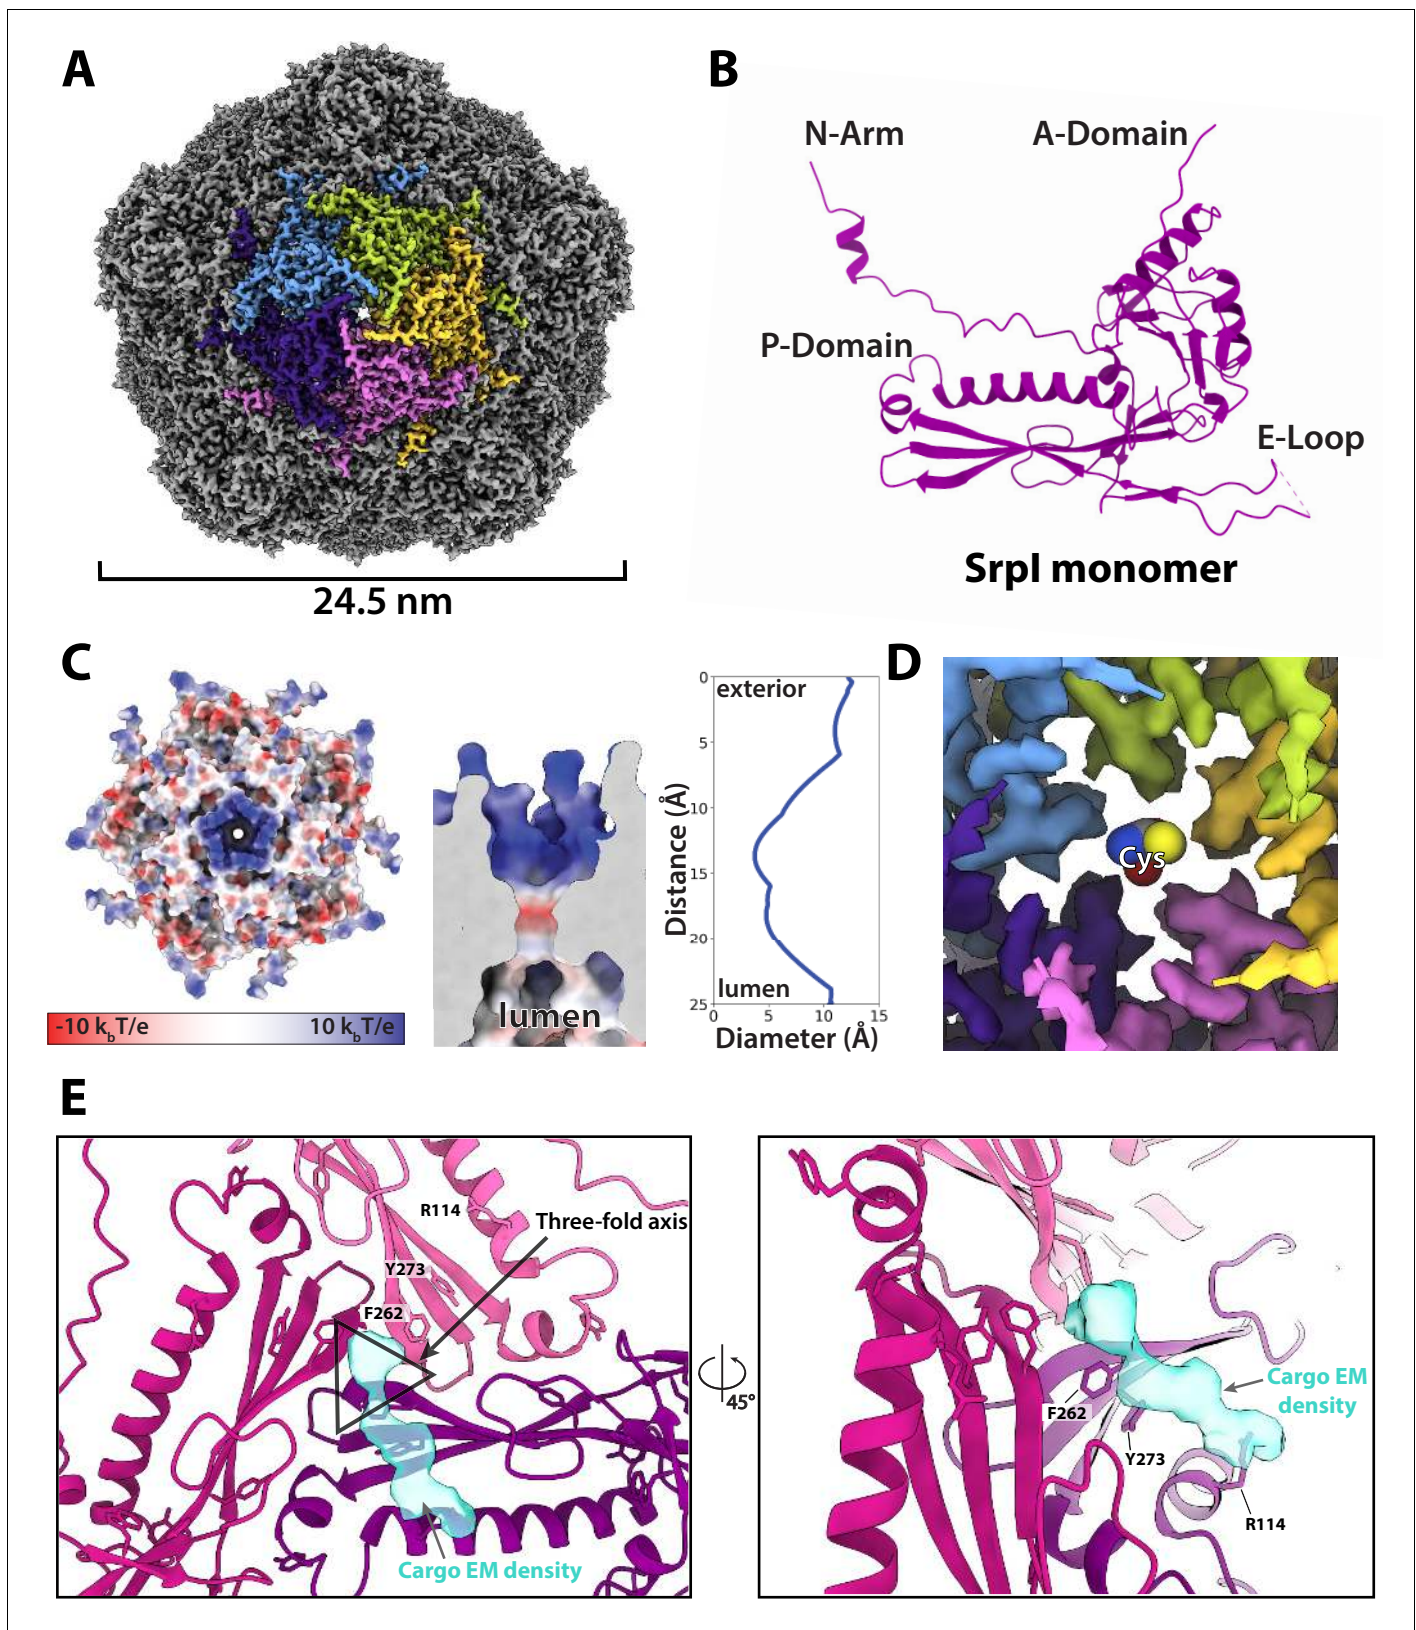 A
24.5 nm
B
N-Arm
A-Domain
P-Domain
E-Loop
SrpI monomer
C
-10 kbT/e
10 kbT/e
lumen
0
5
10
15
20
25
exterior
lumen
Distance (Å)
0
5
10
15
Diameter (Å)
D
Cys
E
R114
Three-fold axis
Y273
F262
Cargo EM density
45°
Cargo EM
density
F262
Y273
R114